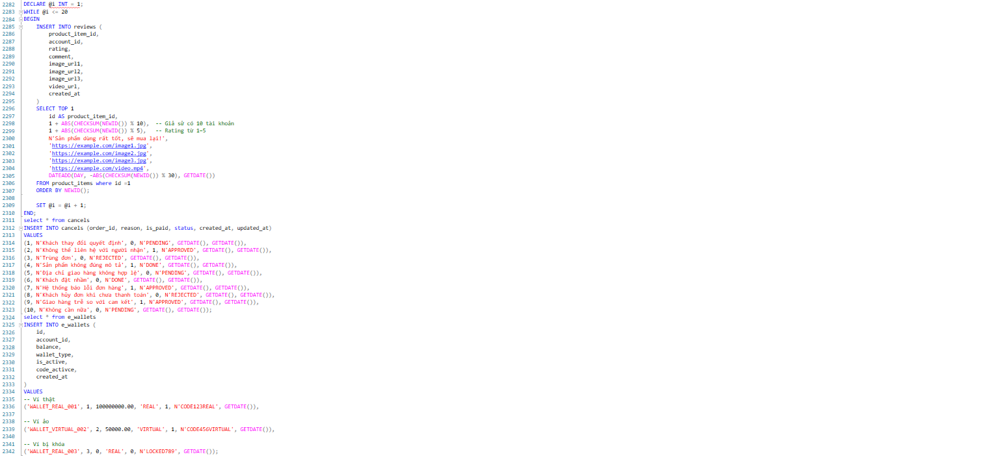 2282 DECLARE @i INT = 1;
2283 WHILE @i <= 20
2284 BEGIN
2285 INSERT INTO reviews (
2286 product_item_id,
2287 account_id,
2288 rating,
2289 comment,
2290 image_url1,
2291 image_url2,
2292 image_url3,
2293 video_url,
2294 created_at
2295 )
2296 SELECT TOP 1
2297 id AS product_item_id,
2298 1 + ABS(CHECKSUM(NEWID()) % 10), -- Giả sử có 10 tài khoản
2299 1 + ABS(CHECKSUM(NEWID()) % 5), -- Rating từ 1–5
2300 N'Sản phẩm dùng rất tốt, sẽ mua lại!',
2301 'https://example.com/image1.jpg',
2302 'https://example.com/image2.jpg',
2303 'https://example.com/image3.jpg',
2304 'https://example.com/video.mp4',
2305 DATEADD(DAY, -ABS(CHECKSUM(NEWID()) % 30), GETDATE())
2306 FROM product_items where id =1
2307 ORDER BY NEWID();
2308
2309 SET @i = @i + 1;
2310 END;
2311 select * from cancels
2312 INSERT INTO cancels (order_id, reason, is_paid, status, created_at, updated_at)
2313 VALUES
2314 (1, N'Khách thay đổi quyết định', 0, N'PENDING', GETDATE(), GETDATE()),
2315 (2, N'Không thể liên hệ với người nhận', 1, N'APPROVED', GETDATE(), GETDATE()),
2316 (3, N'Trùng đơn', 0, N'REJECTED', GETDATE(), GETDATE()),
2317 (4, N'Sản phẩm không đúng mô tả', 1, N'DONE', GETDATE(), GETDATE()),
2318 (5, N'Địa chỉ giao hàng không hợp lệ', 0, N'PENDING', GETDATE(), GETDATE()),
2319 (6, N'Khách đặt nhầm', 0, N'DONE', GETDATE(), GETDATE()),
2320 (7, N'Hệ thống báo lỗi đơn hàng', 1, N'APPROVED', GETDATE(), GETDATE()),
2321 (8, N'Khách hủy đơn khi chưa thanh toán', 0, N'REJECTED', GETDATE(), GETDATE()),
2322 (9, N'Giao hàng trễ so với cam kết', 1, N'APPROVED', GETDATE(), GETDATE()),
2323 (10, N'Không cần nữa', 0, N'PENDING', GETDATE(), GETDATE());
2324 select * from e_wallets
2325 INSERT INTO e_wallets (
2326 id,
2327 account_id,
2328 balance,
2329 wallet_type,
2330 is_active,
2331 code_activce,
2332 created_at
2333 )
2334 VALUES
2335 -- Ví thật
2336 ('WALLET_REAL_001', 1, 100000000.00, 'REAL', 1, N'CODE123REAL', GETDATE()),
2337
2338 -- Ví ảo
2339 ('WALLET_VIRTUAL_002', 2, 50000.00, 'VIRTUAL', 1, N'CODE456VIRTUAL', GETDATE()),
2340
2341 -- Ví bị khóa
2342 ('WALLET_REAL_003', 3, 0, 'REAL', 0, N'LOCKED789', GETDATE());